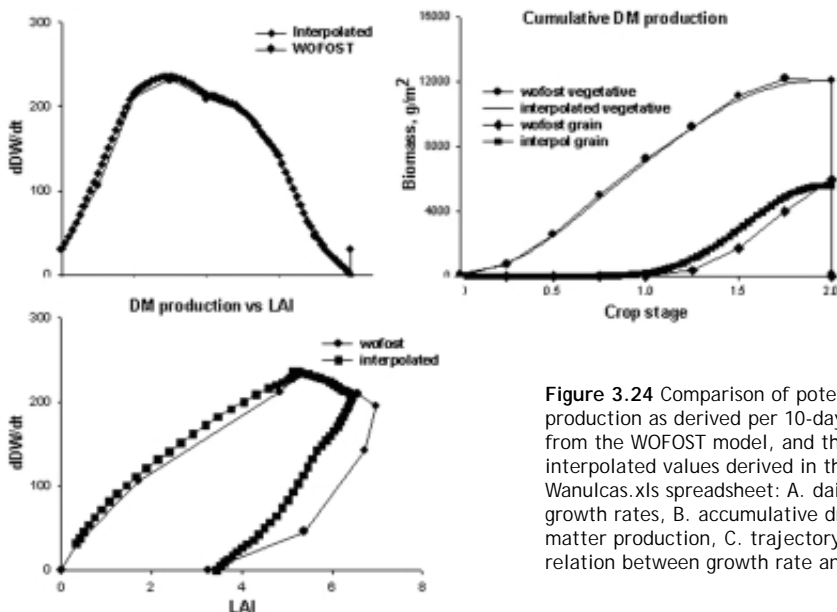 300
200
100
0
dDW/dt
Interpolated
WOFOST
Cumulative DM production
16000
12000
8000
4000
0
Biomass, g/m2
wofost vegetative
interpolated vegetative
wofost grain
interpol grain
0.5
1.0
1.5
2.0
Crop stage
DM production vs LAI
300
200
100
0
dDW/dt
wofost
interpolated
0
2
4
6
8
LAI
Figure 3.24 Comparison of pote
production as derived per 10-day
from the WOFOST model, and th
interpolated values derived in th
Wanulcas.xls spreadsheet: A. dai
growth rates, B. accumulative d
matter production, C. trajectory
relation between growth rate an